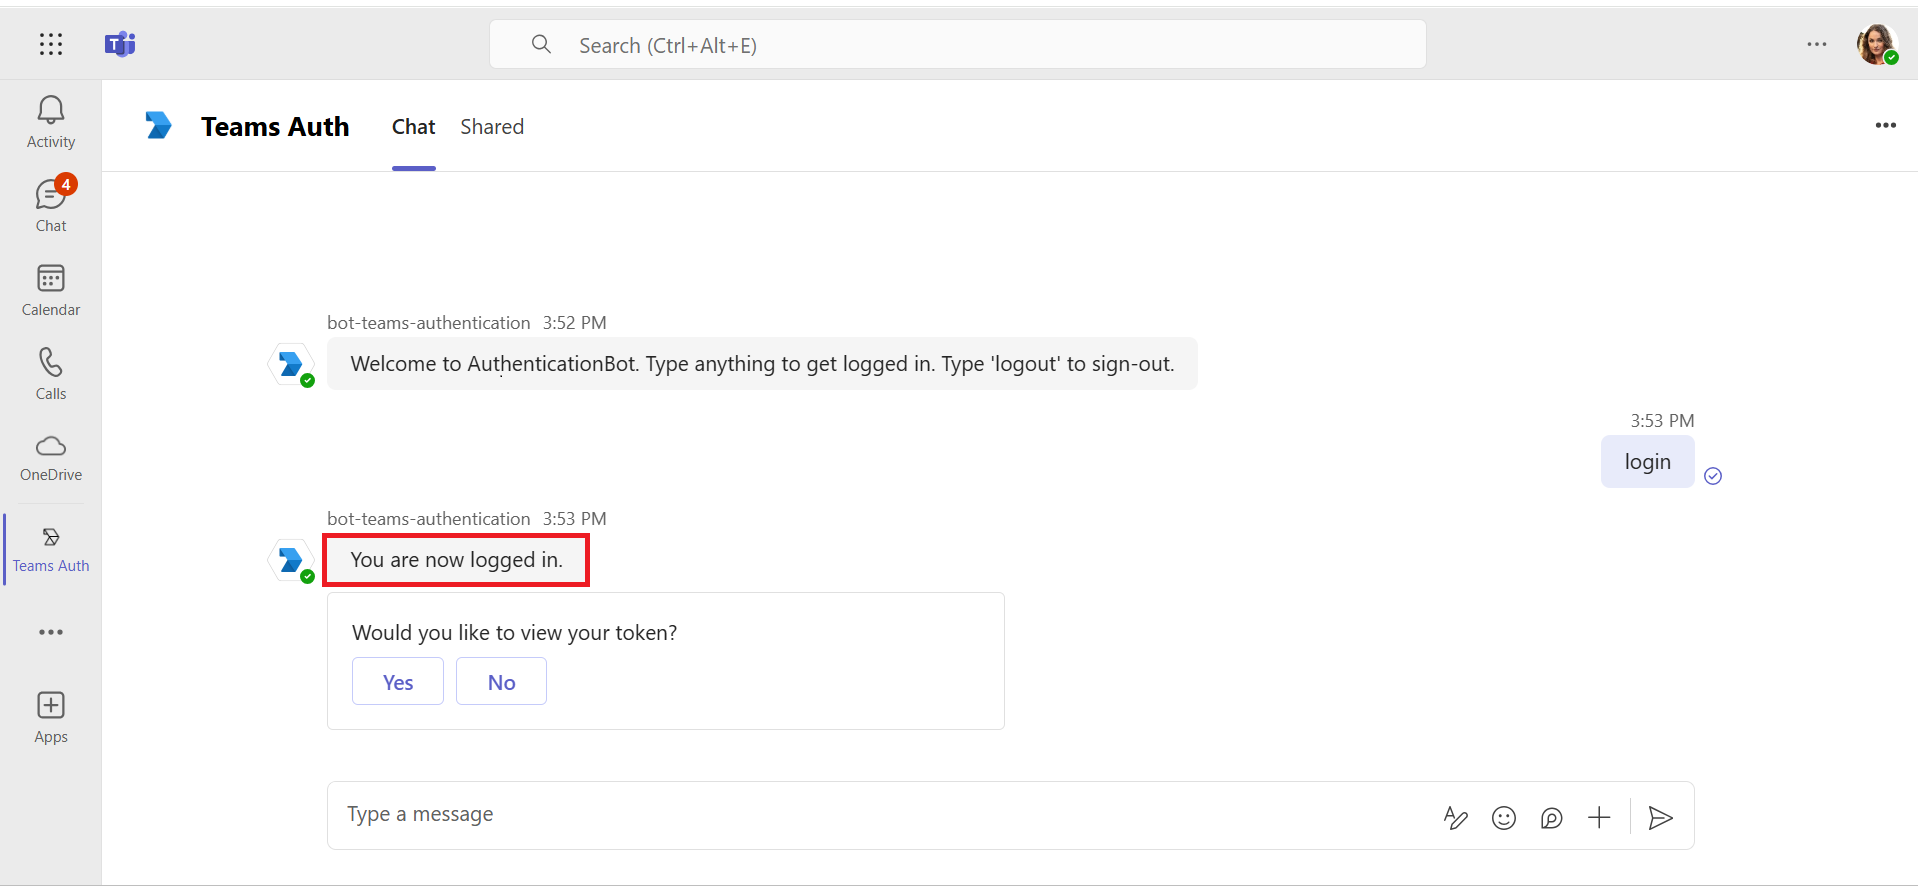 Search (Ctrl+Alt+E)
Activity
4
Chat
Calendar
Calls
OneDrive
Teams Auth
Apps
Teams Auth
Chat
Shared
bot-teams-authentication 3:52 PM
Welcome to AuthenticationBot. Type anything to get logged in. Type 'logout' to sign-out.
3:53 PM
login
bot-teams-authentication 3:53 PM
You are now logged in.
Would you like to view your token?
Yes
No
Type a message